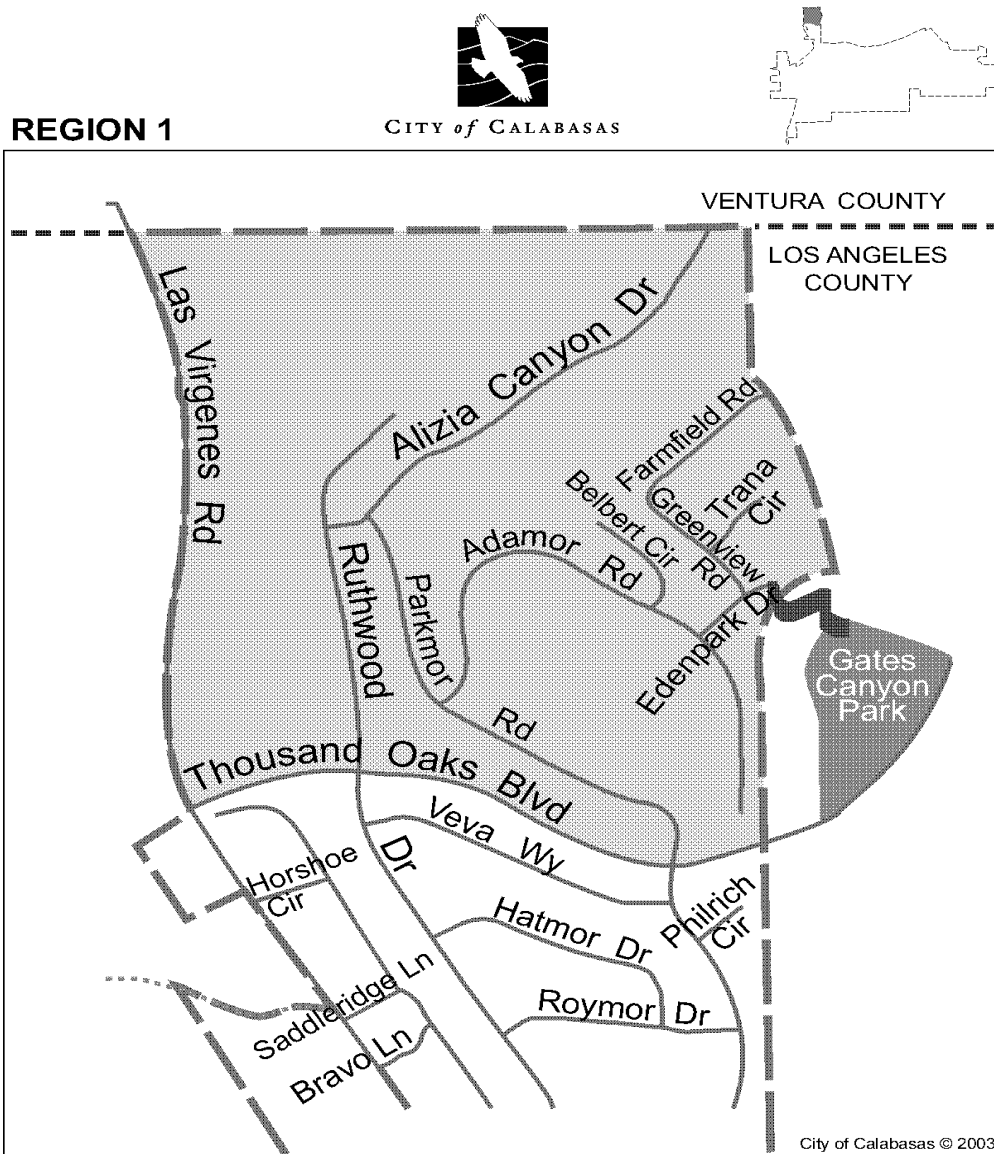 CITY of CALABASAS
REGION 1
VENTURA COUNTY
LOS ANGELES
COUNTY
Las Virgenes Rd
Alizia Canyon Dr
Farmfield Rd
Trana
Cir
Belbert Cir
Greenview
Rd
Adamor
Rd
Ruthwood
Dr
Parkmor
Rd
Edenpark Dr
Gates
Canyon
Park
Thousand Oaks Blvd
Veva Wy
Horshoe
Cir
Hatmor Dr
Philrich
Cir
Saddleridge Ln
Roymor Dr
Bravo Ln
City of Calabasas © 2003